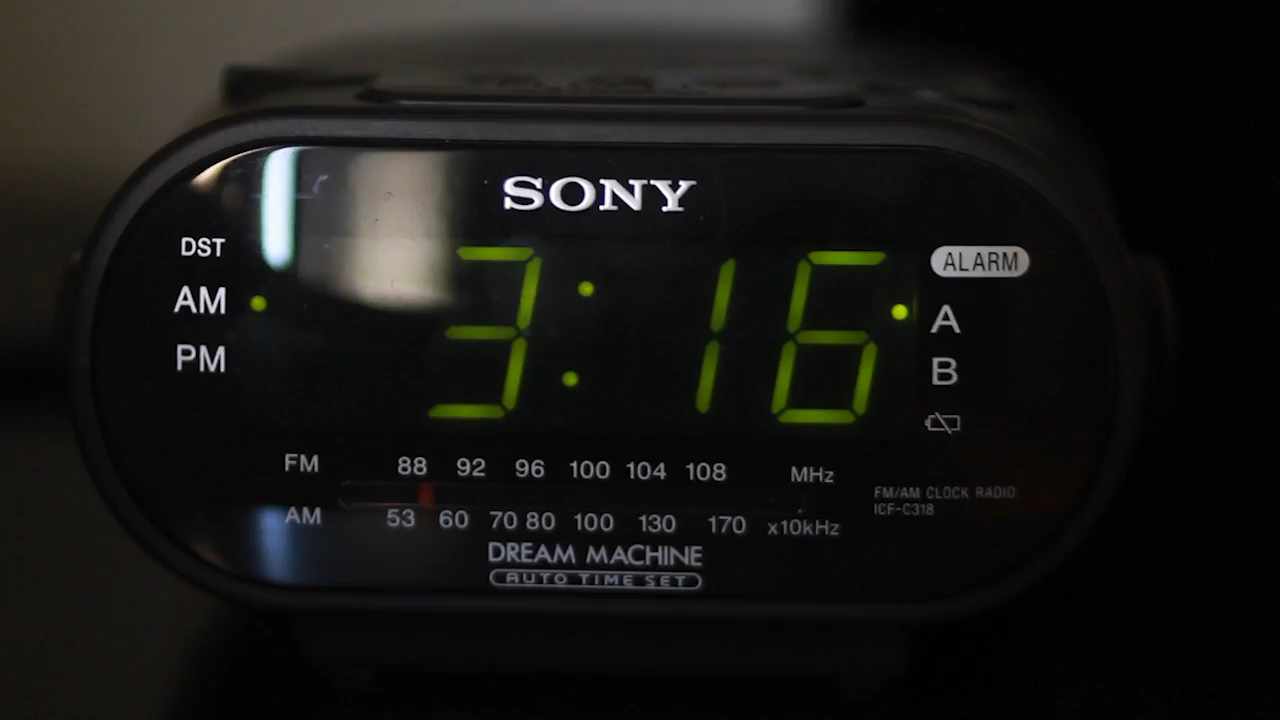 SONY
DST
AM
PM
3:16
ALARM
A
B
FM 88 92 96 100 104 108 MHz
AM 53 60 70 80 100 130 170 x10kHz
FM/AM CLOCK RADIO
ICF-C318
DREAM MACHINE
AUTO TIME SET